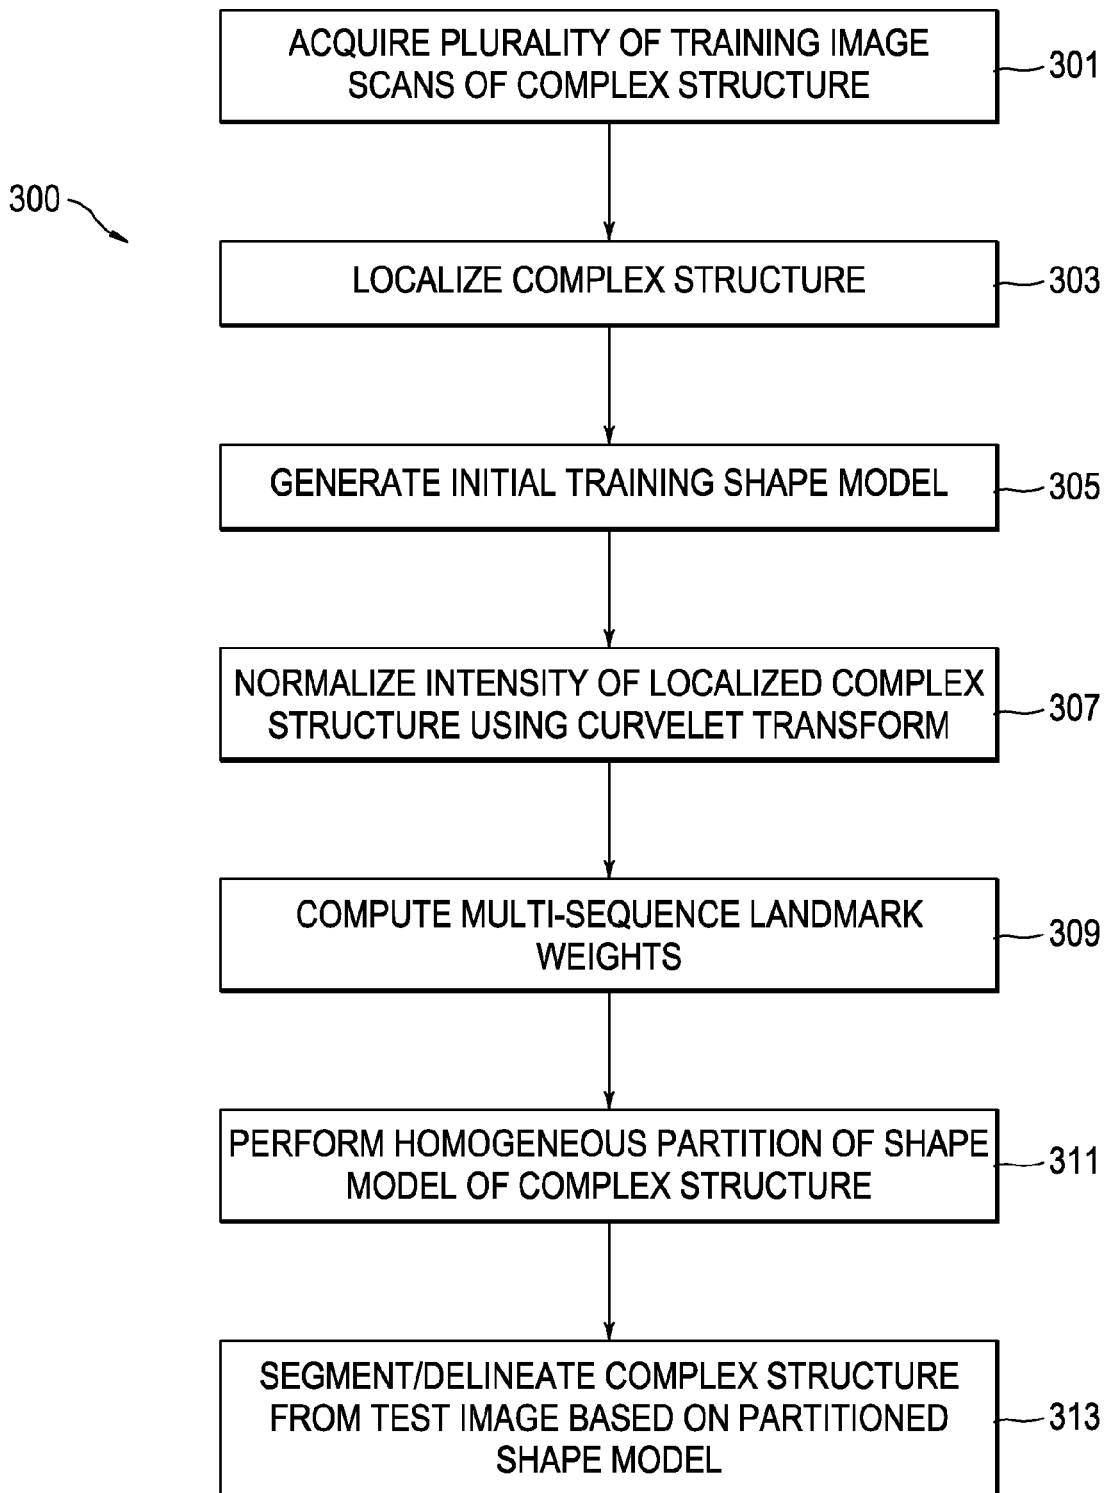 ACQUIRE PLURALITY OF TRAINING IMAGE
SCANS OF COMPLEX STRUCTURE
301
300
LOCALIZE COMPLEX STRUCTURE
303
GENERATE INITIAL TRAINING SHAPE MODEL
305
NORMALIZE INTENSITY OF LOCALIZED COMPLEX
STRUCTURE USING CURVELET TRANSFORM
307
COMPUTE MULTI-SEQUENCE LANDMARK
WEIGHTS
309
PERFORM HOMOGENEOUS PARTITION OF SHAPE
MODEL OF COMPLEX STRUCTURE
311
SEGMENT/DELINEATE COMPLEX STRUCTURE
FROM TEST IMAGE BASED ON PARTITIONED
SHAPE MODEL
313